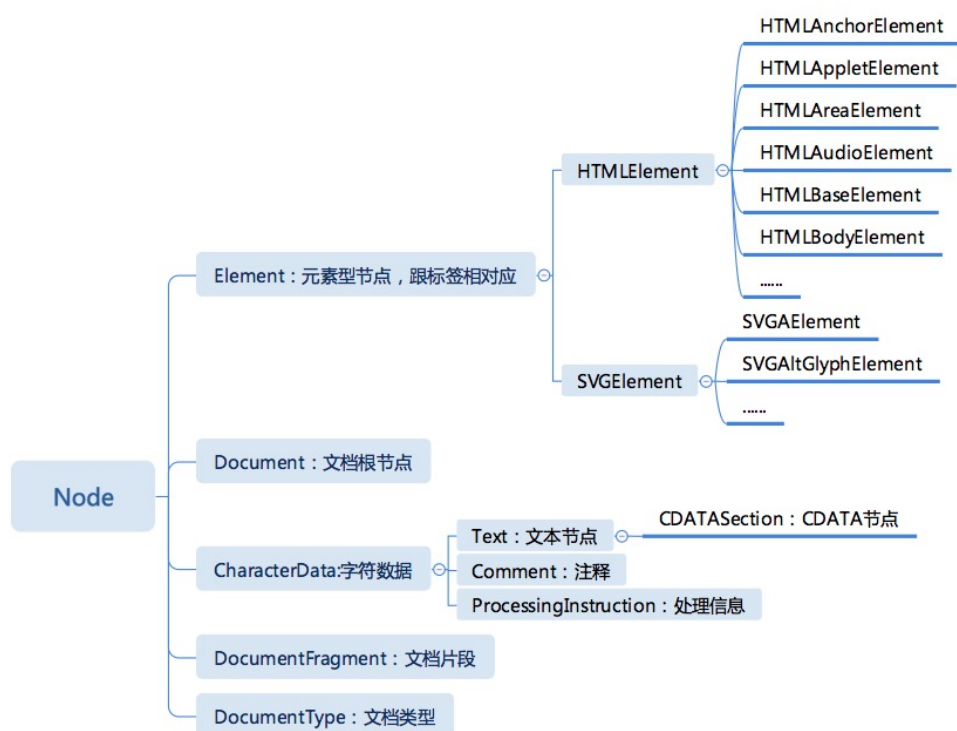 Node
Element：元素型节点，跟标签相对应
HTMLElement
HTMLAnchorElement
HTMLAppletElement
HTMLAreaElement
HTMLAudioElement
HTMLBaseElement
HTMLBodyElement
......
SVGElement
SVGAElement
SVGAltGlyphElement
......
Document：文档根节点
CharacterData:字符数据
Text：文本节点
CDATASection：CDATA节点
Comment：注释
ProcessingInstruction：处理信息
DocumentFragment：文档片段
DocumentType：文档类型